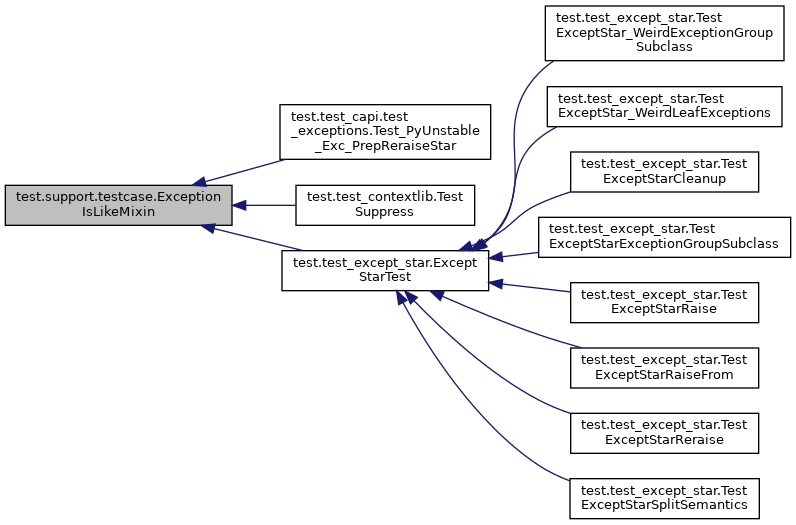 test.support.testcase.Exception
IsLikeMixin
test.test_capi.test
_exceptions.Test_PyUnstable
_Exc_PrepReraiseStar
test.test_contextlib.Test
Suppress
test.test_except_star.Except
StarTest
test.test_except_star.Test
ExceptStar_WeirdExceptionGroup
Subclass
test.test_except_star.Test
ExceptStar_WeirdLeafExceptions
test.test_except_star.Test
ExceptStarCleanup
test.test_except_star.Test
ExceptStarExceptionGroupSubclass
test.test_except_star.Test
ExceptStarRaise
test.test_except_star.Test
ExceptStarRaiseFrom
test.test_except_star.Test
ExceptStarReraise
test.test_except_star.Test
ExceptStarSplitSemantics